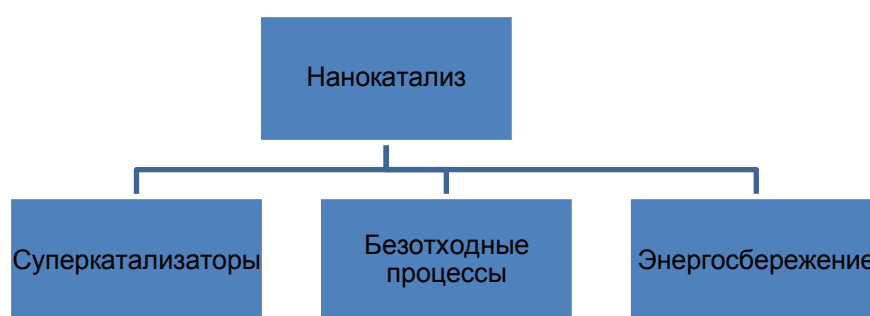 Нанокатализ
Суперкатализаторы
Безотходные
процессы
Энергосбережение